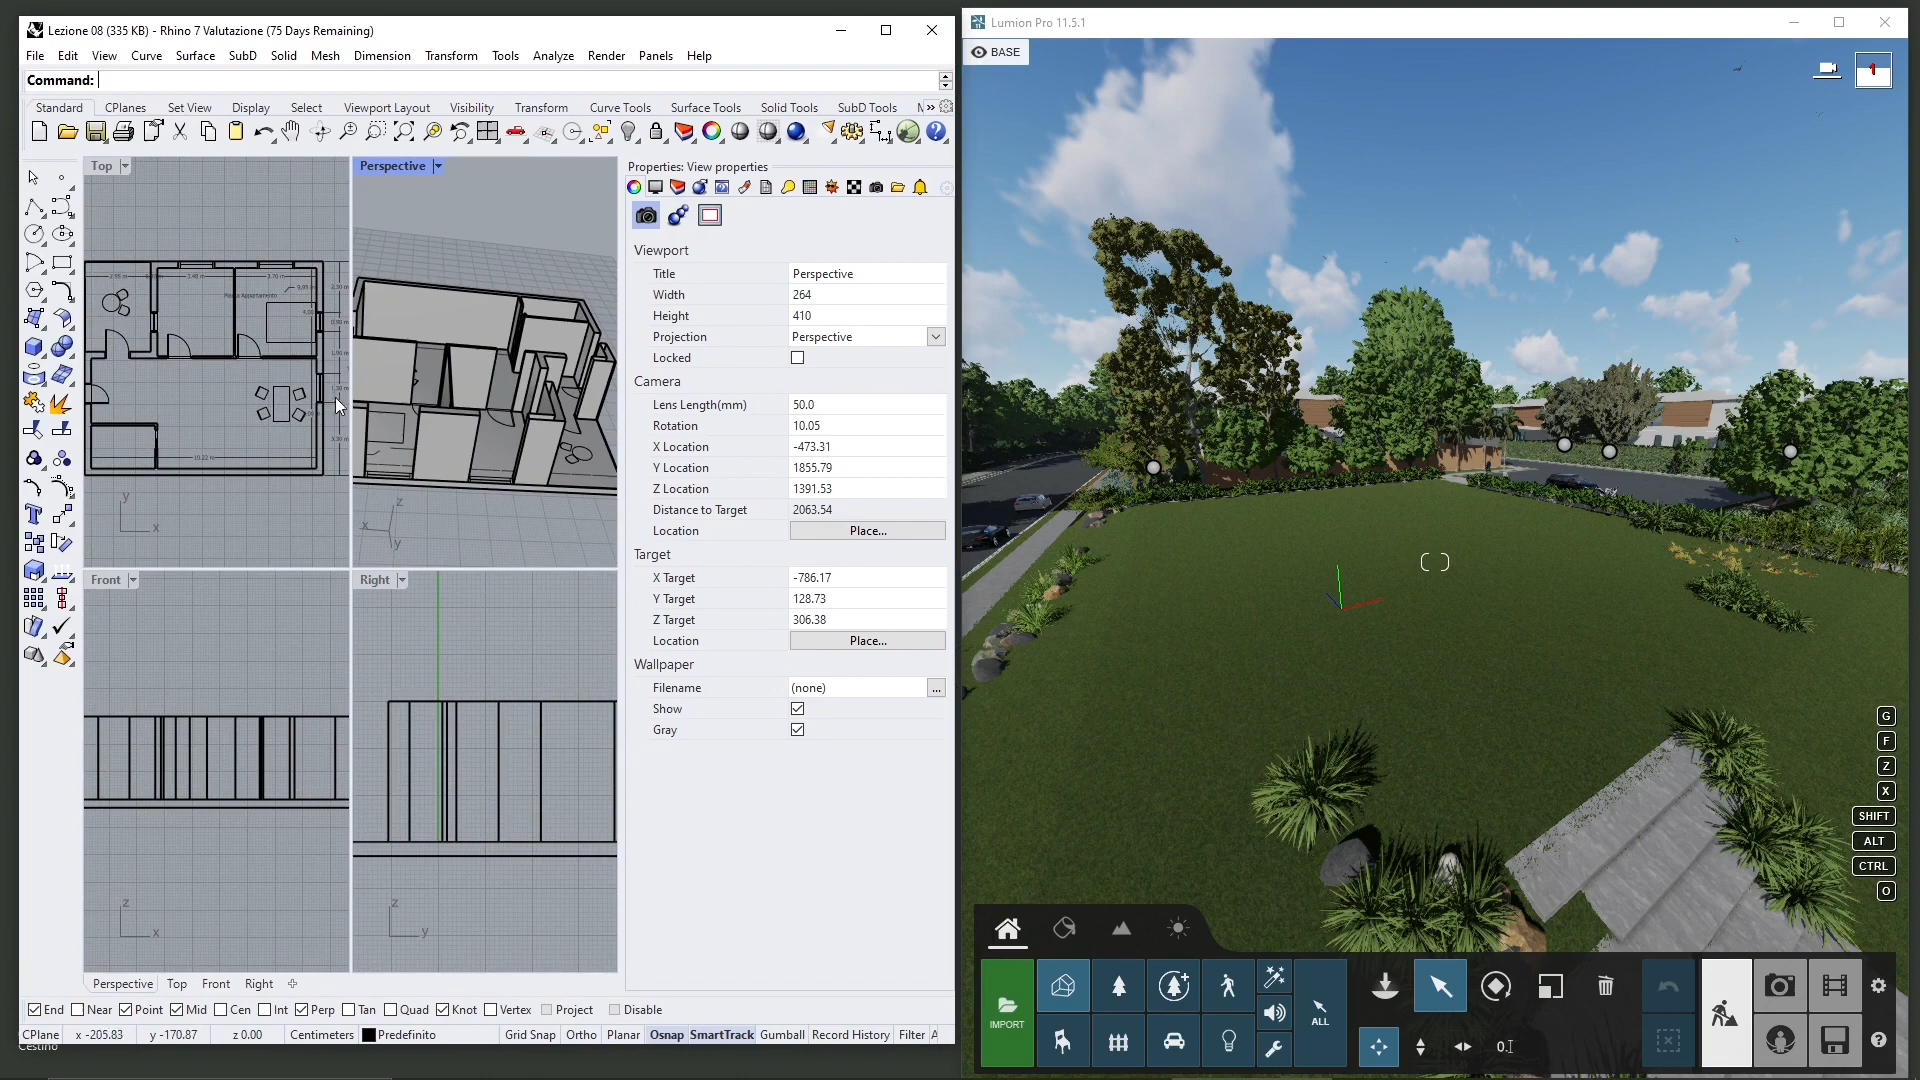 Lezione 08 (335 KB) - Rhino 7 Valutazione (75 Days Remaining)
File Edit View Curve Surface SubD Solid Mesh Dimension Transform Tools Analyze Render Panels Help
Command:
Standard CPlanes Set View Display Select Viewport Layout Visibility Transform Curve Tools Surface Tools Solid Tools SubD Tools
Top
Perspective
Properties: View properties
Viewport
Title Perspective
Width 264
Height 410
Projection Perspective
Locked
Camera
Lens Length(mm) 50.0
Rotation 10.05
X Location -473.31
Y Location 1855.79
Z Location 1391.53
Distance to Target 2063.54
Location Place...
Target
X Target -786.17
Y Target 128.73
Z Target 306.38
Location Place...
Wallpaper
Filename (none) ...
Show
Gray
y
x
z
x
y
Front
Right
z
x
z
y
Perspective Top Front Right
End Near Point Mid Cen Int Perp Tan Quad Knot Vertex Project Disable
CPlane x -205.83 y -170.87 z 0.00 Centimeters Predefinito Grid Snap Ortho Planar Osnap SmartTrack Gumball Record History Filter A
Cestino
Lumion Pro 11.5.1
BASE
1
G
F
Z
X
SHIFT
ALT
CTRL
O
IMPORT
ALL
0.
?